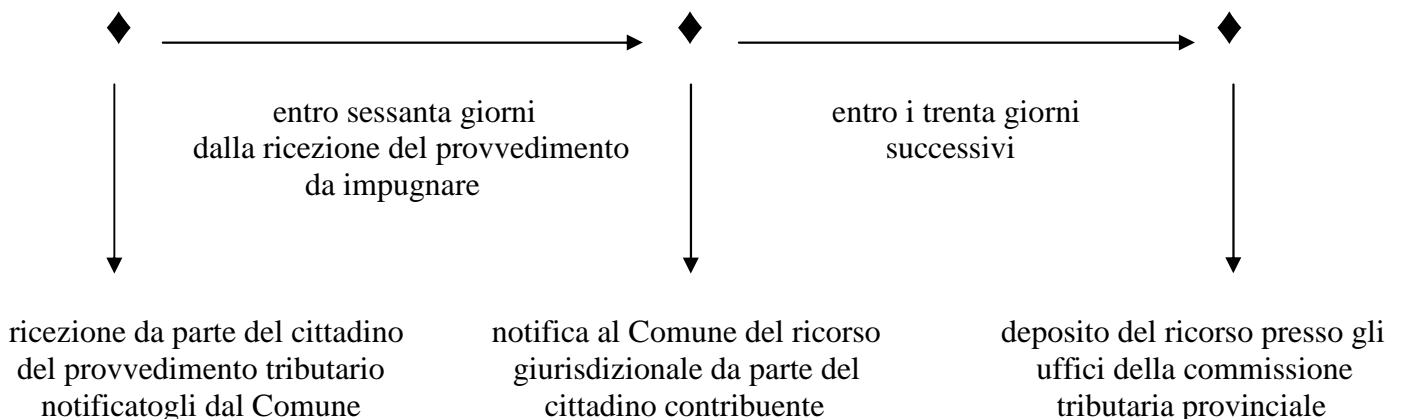 entro sessanta giorni
dalla ricezione del provvedimento
da impugnare
entro i trenta giorni
successivi
ricezione da parte del cittadino
del provvedimento tributario
notificatogli dal Comune
notifica al Comune del ricorso
giurisdizionale da parte del
cittadino contribuente
deposito del ricorso presso gli
uffici della commissione
tributaria provinciale